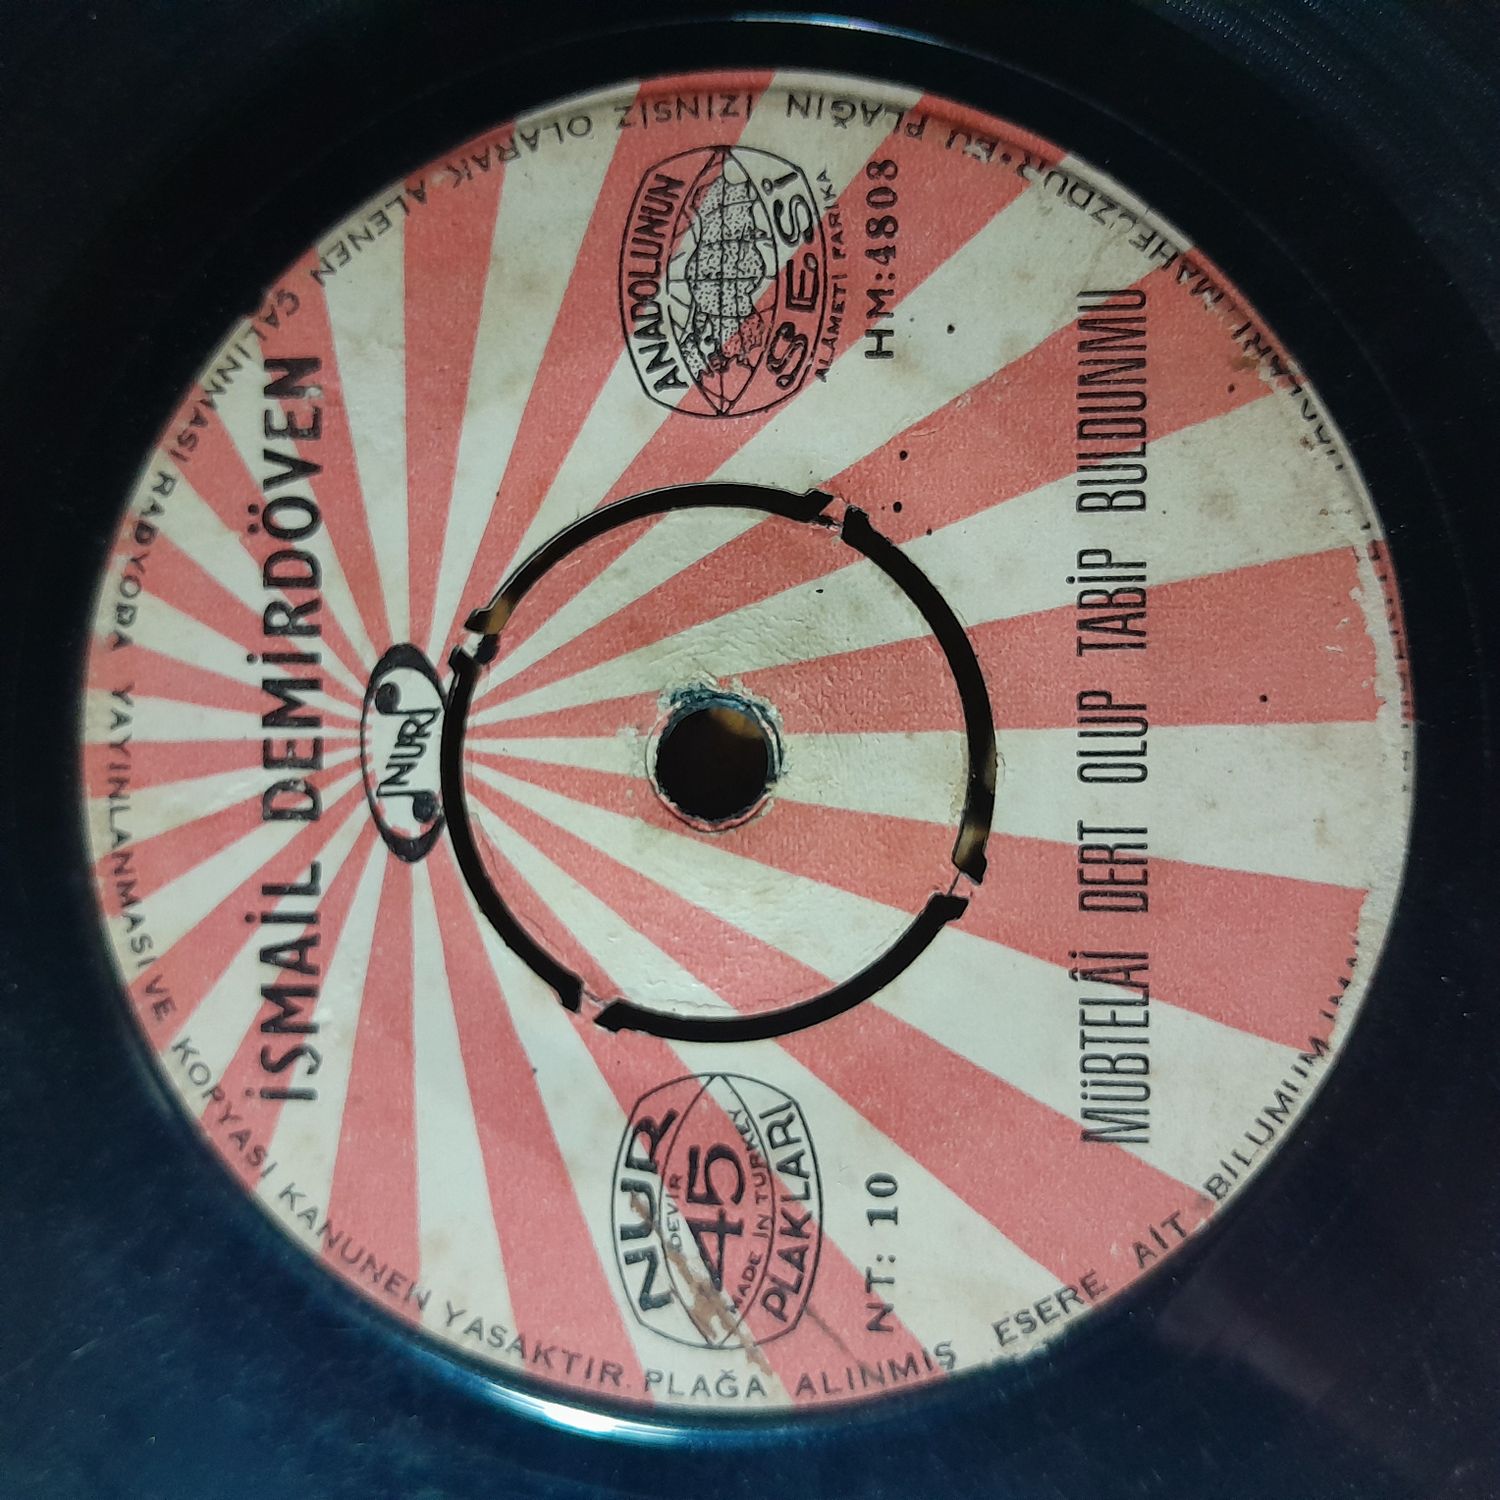 İSMAİL DEMİRDÖVEN
NUR
NUR
DEVİR
45
MADE İN TURKEY
PLAKLARI
NT: 10
ANADOLUNUN
SESİ
ALÂMETİ FARİKA
HM:4808
MÜBTELÂİ DERT OLUP TABİP BULDUNMU
PLAĞA ALINMIŞ ESERE AİT BİLUMUM HAKLARI MAHFUZDUR•BU PLAĞIN İZİNSİZ OLARAK ALENEN ÇALINMASI RADYODA YAYINLANMASI VE KOPYASI KANUNEN YASAKTIR.